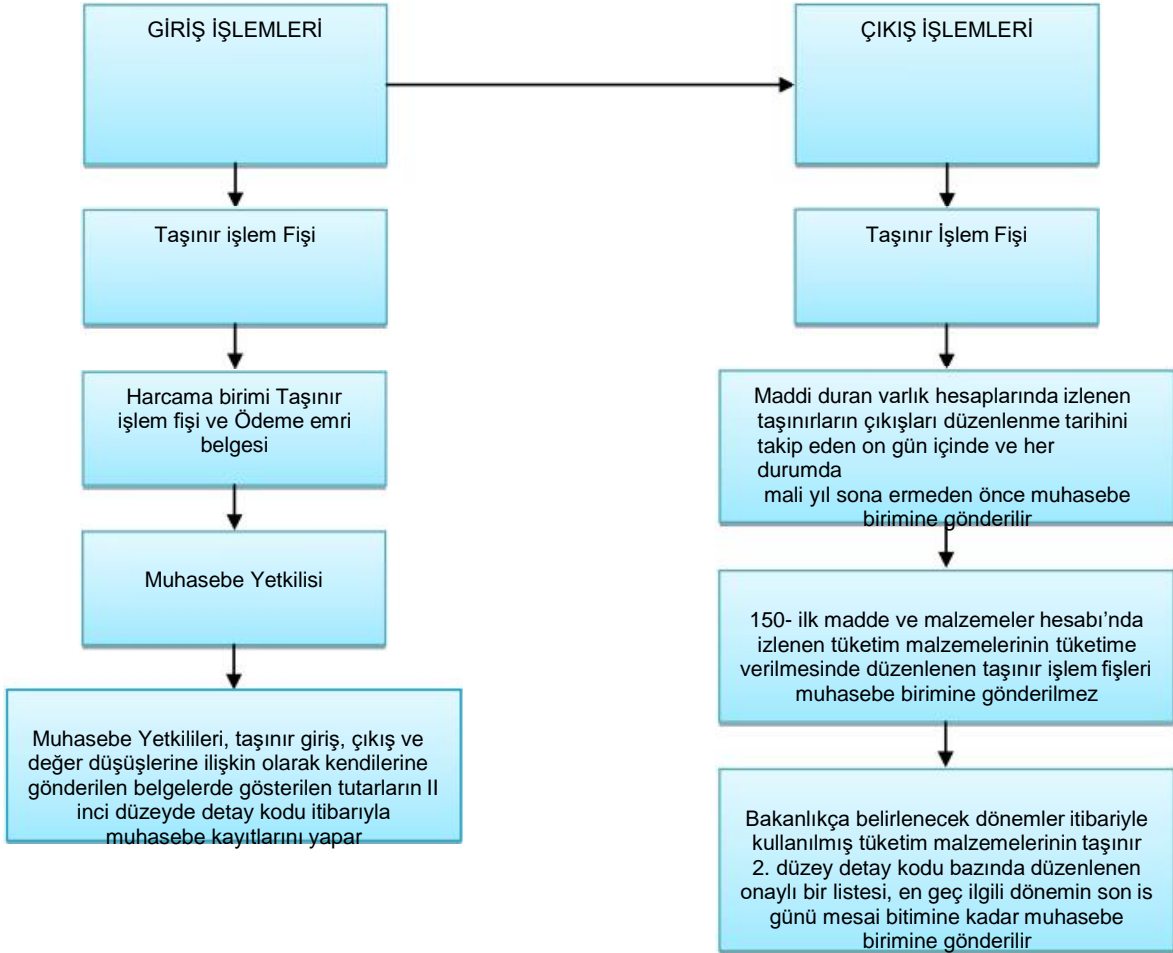 GİRİŞ İŞLEMLERİ
Taşınır işlem Fişi
Harcama birimi Taşınır
işlem fişi ve Ödeme emri
belgesi
Muhasebe Yetkilisi
Muhasebe Yetkilileri, taşınır giriş, çıkış ve
değer düşüşlerine ilişkin olarak kendilerine
gönderilen belgelerde gösterilen tutarların II
inci düzeyde detay kodu itibarıyla
muhasebe kayıtlarını yapar
ÇIKIŞ İŞLEMLERİ
Taşınır İşlem Fişi
Maddi duran varlık hesaplarında izlenen
taşınırların çıkışları düzenlenme tarihini
takip eden on gün içinde ve her
durumda
mali yıl sona ermeden önce muhasebe
birimine gönderilir
150- ilk madde ve malzemeler hesabı’nda
izlenen tüketim malzemelerinin tüketime
verilmesinde düzenlenen taşınır işlem fişleri
muhasebe birimine gönderilmez
Bakanlıkça belirlenecek dönemler itibariyle
kullanılmış tüketim malzemelerinin taşınır
2. düzey detay kodu bazında düzenlenen
onaylı bir listesi, en geç ilgili dönemin son is
günü mesai bitimine kadar muhasebe
birimine gönderilir